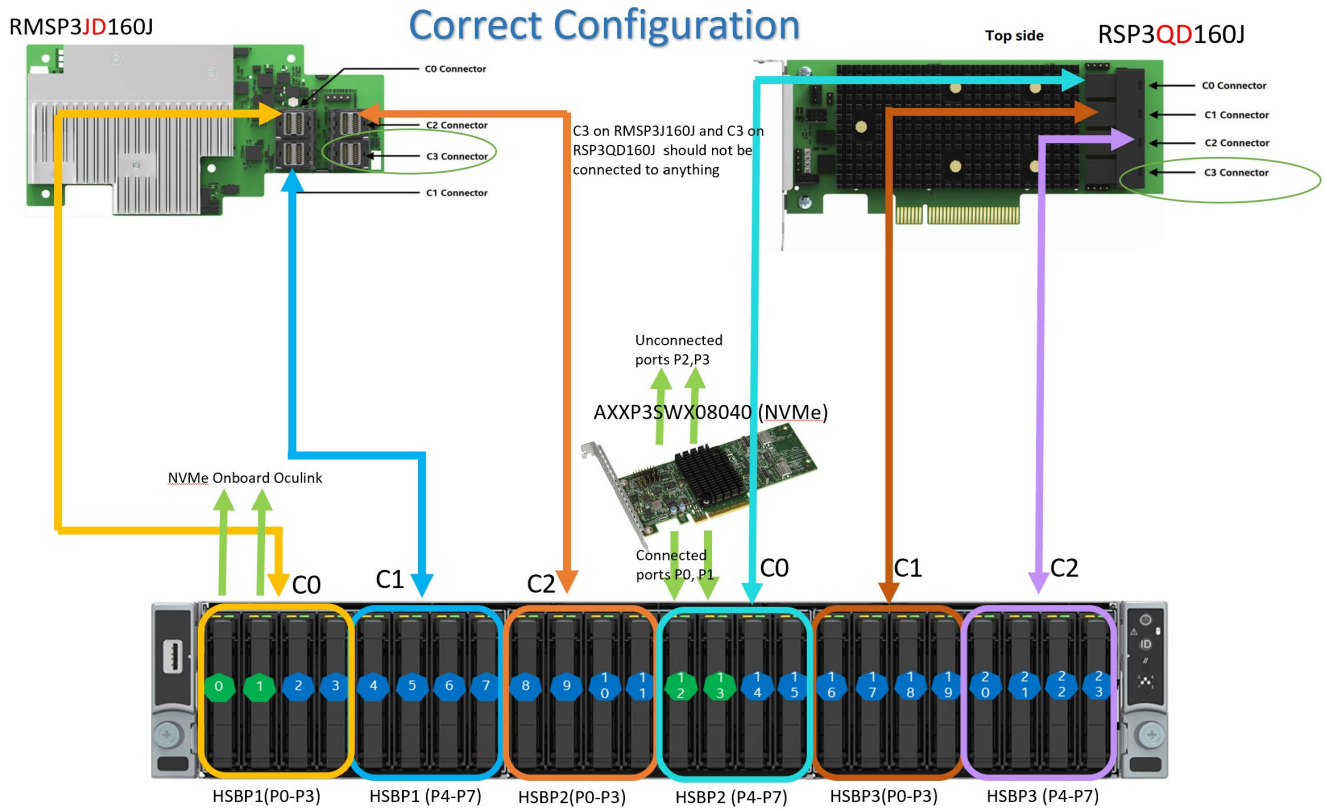 Correct Configuration
RMSP3JD160J
Top side
RSP3QD160J
C0 Connector
C2 Connector
C3 Connector
C1 Connector
C3 on RMSP3J160J and C3 on
RSP3QD160J  should not be
connected to anything
C0 Connector
C1 Connector
C2 Connector
C3 Connector
Unconnected
ports P2,P3
AXXP3SWX08040 (NVMe)
NVMe Onboard Oculink
Connected
ports P0, P1
C0
C1
C2
C0
C1
C2
ID
0
1
2
3
4
5
6
7
8
9
10
11
12
13
14
15
16
17
18
19
20
21
22
23
HSBP1(P0-P3)
HSBP1 (P4-P7)
HSBP2(P0-P3)
HSBP2 (P4-P7)
HSBP3(P0-P3)
HSBP3 (P4-P7)